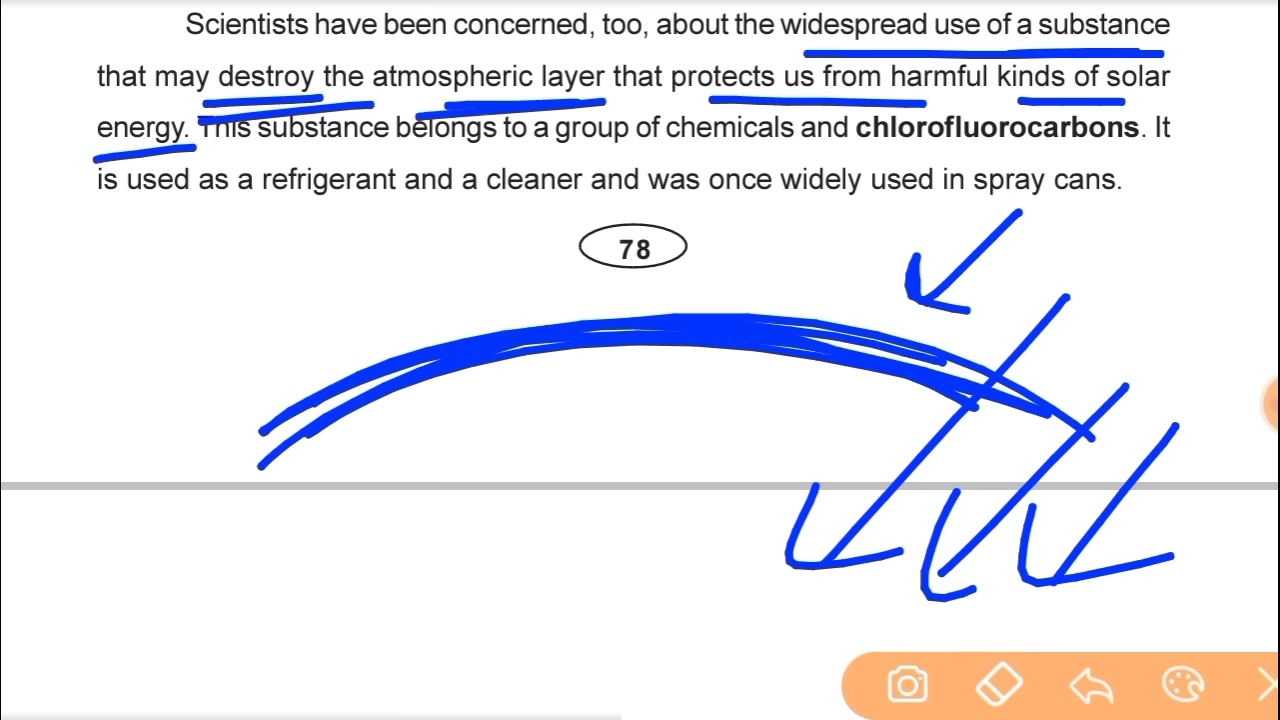 Scientists have been concerned, too, about the widespread use of a substance
that may destroy the atmospheric layer that protects us from harmful kinds of solar
energy. This substance belongs to a group of chemicals and chlorofluorocarbons. It
is used as a refrigerant and a cleaner and was once widely used in spray cans.
78